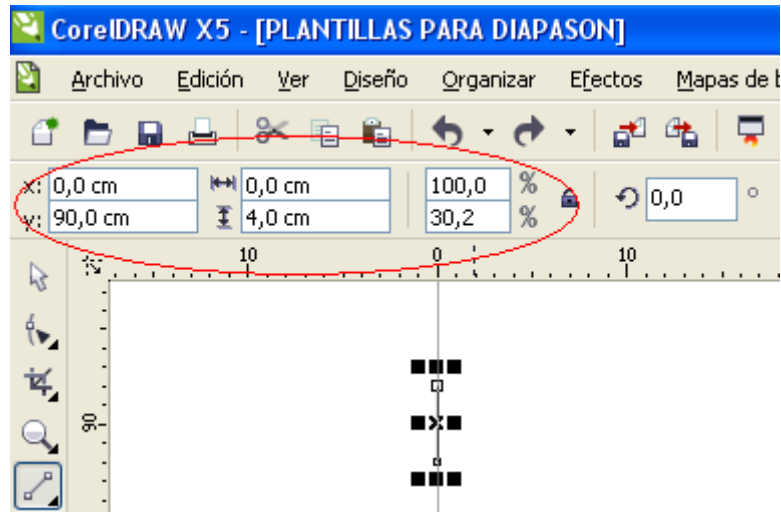 CorelDRAW X5 - [PLANTILLAS PARA DIAPASON]
Archivo Edición Ver Diseño Organizar Efectos Mapas de b
x: 0,0 cm 0,0 cm 100,0 % 0,0 °
y: 90,0 cm 4,0 cm 30,2 %
10 0 10
90